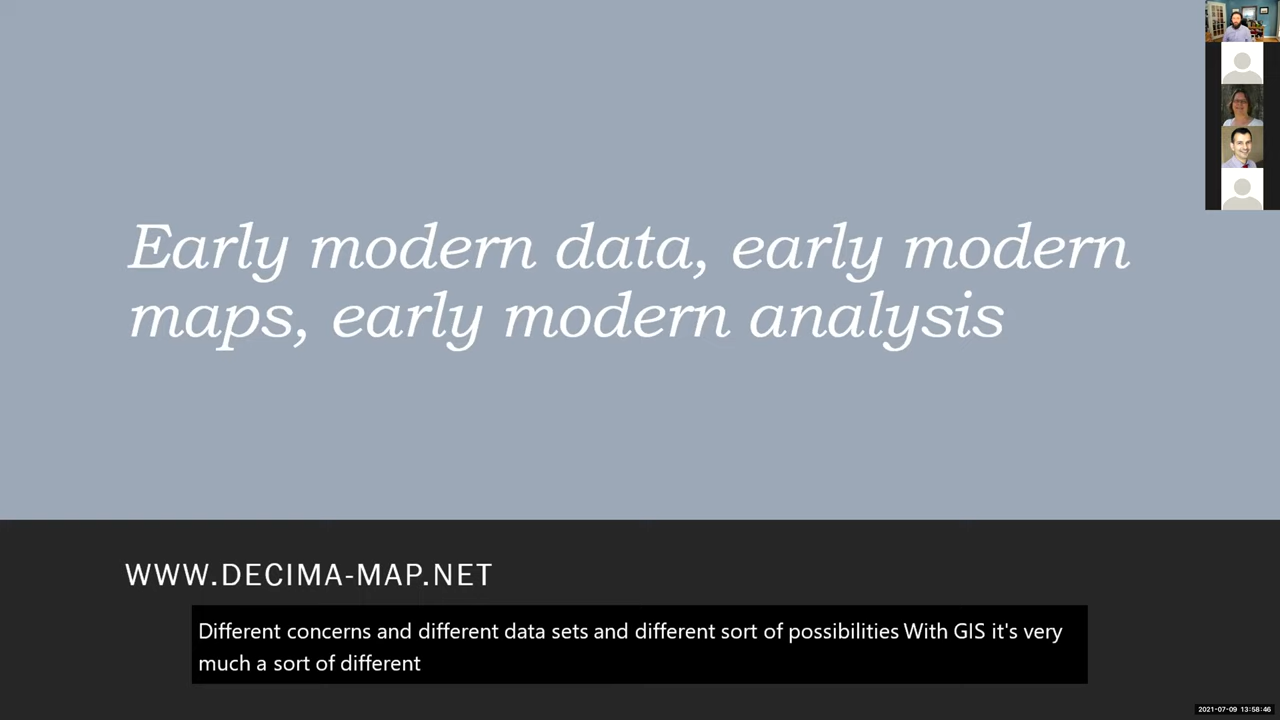 Early modern data, early modern
maps, early modern analysis
WWW.DECIMA-MAP.NET
Different concerns and different data sets and different sort of possibilities With GIS it's very
much a sort of different
2021-07-09 13:58:46